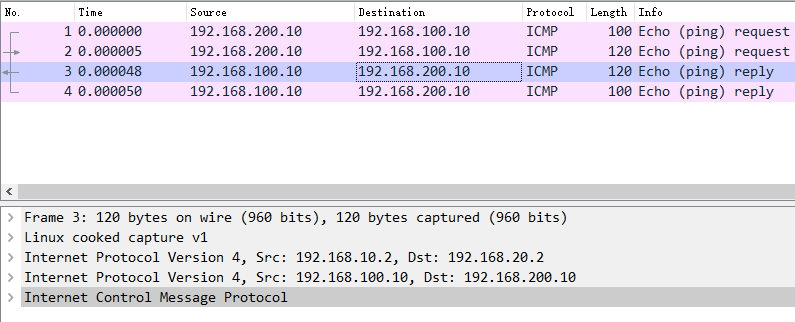 No. Time Source Destination Protocol Length Info
1 0.000000 192.168.200.10 192.168.100.10 ICMP 100 Echo (ping) request
2 0.000005 192.168.200.10 192.168.100.10 ICMP 120 Echo (ping) request
3 0.000048 192.168.100.10 192.168.200.10 ICMP 120 Echo (ping) reply
4 0.000050 192.168.100.10 192.168.200.10 ICMP 100 Echo (ping) reply
Frame 3: 120 bytes on wire (960 bits), 120 bytes captured (960 bits)
Linux cooked capture v1
Internet Protocol Version 4, Src: 192.168.10.2, Dst: 192.168.20.2
Internet Protocol Version 4, Src: 192.168.100.10, Dst: 192.168.200.10
Internet Control Message Protocol